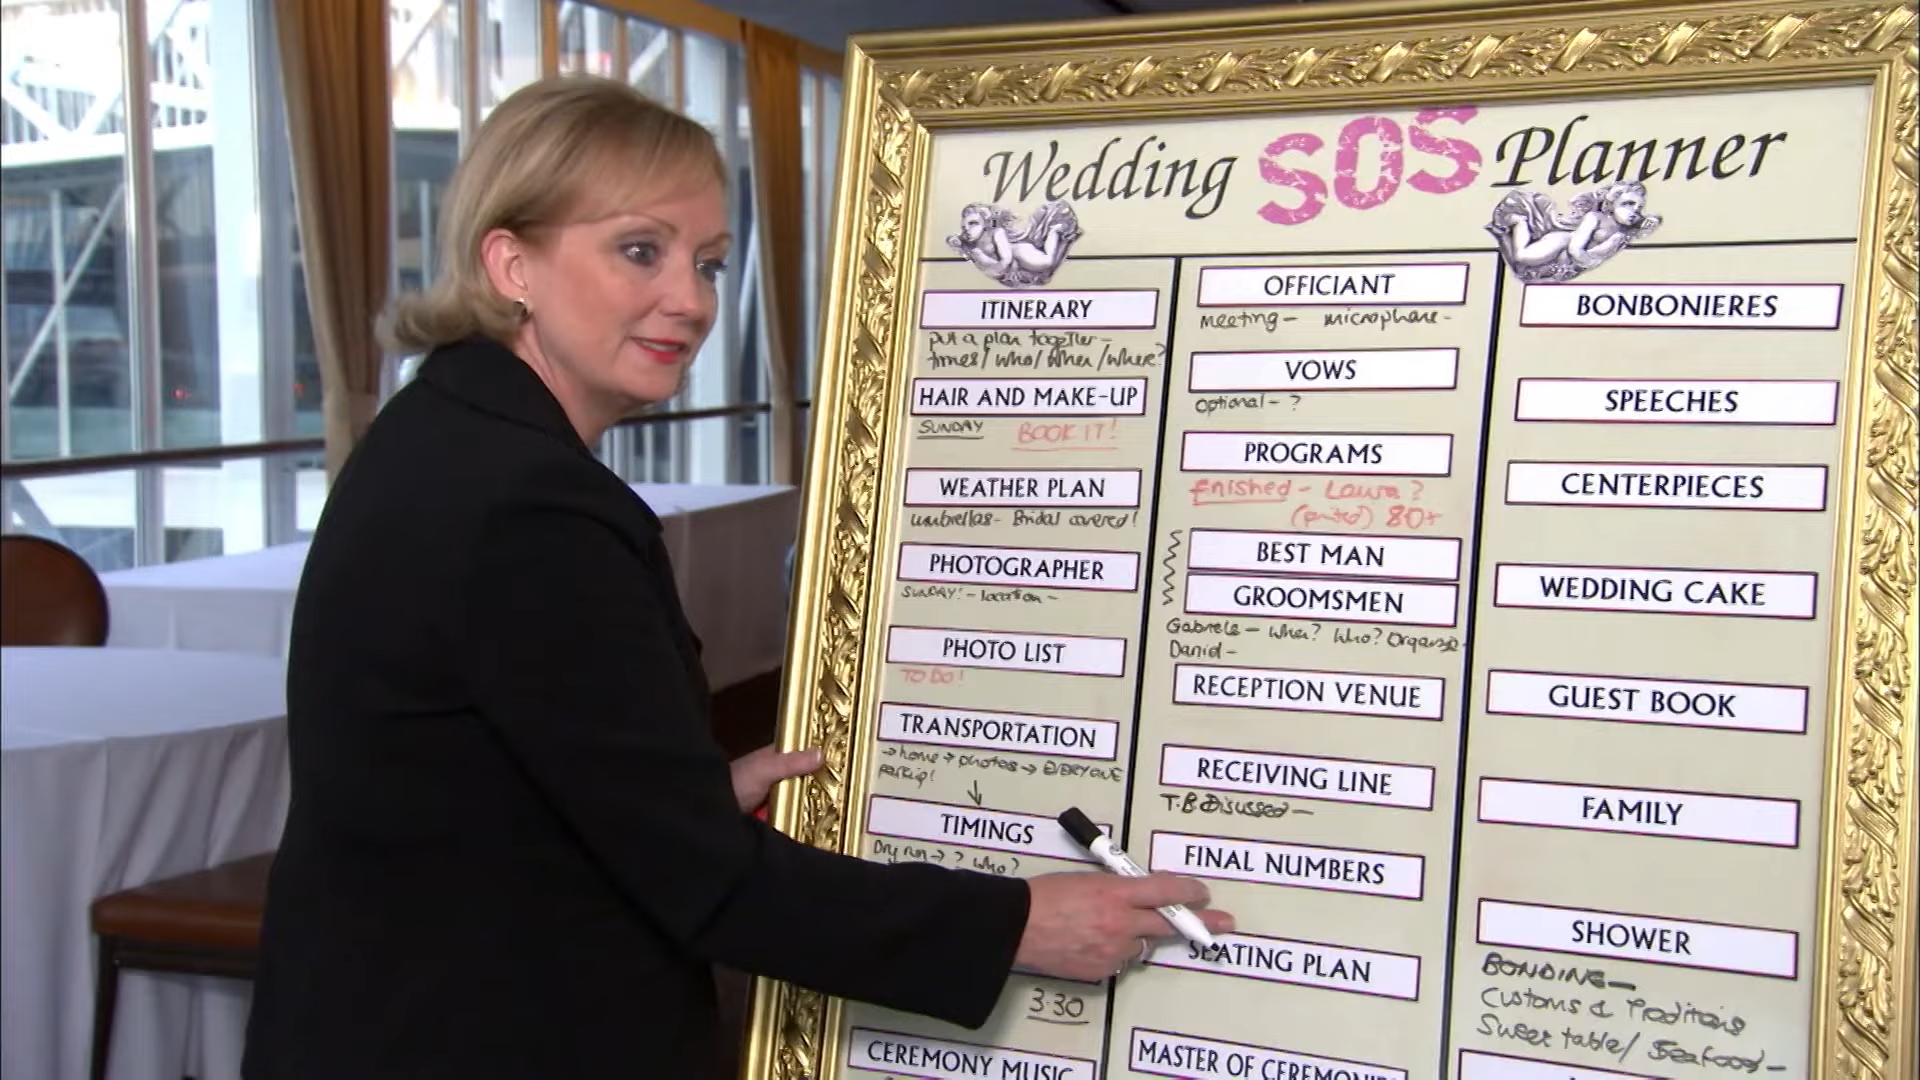 Wedding SOS Planner
ITINERARY
put a plan together -
times/who/when/where?
HAIR AND MAKE-UP
SUNDAY BOOK IT!
WEATHER PLAN
umbrellas - Bridal covered!
PHOTOGRAPHER
SUNDAY! - location -
PHOTO LIST
TO DO!
TRANSPORTATION
→ home → photos → EVERYONE
parking!
TIMINGS
Dry run → ? who?
3:30
CEREMONY MUSIC
OFFICIANT
Meeting - microphone -
VOWS
Optional - ?
PROGRAMS
finished - Laura?
(printed) 80+
BEST MAN
GROOMSMEN
Gabriele - when? who? Organise
Daniel -
RECEPTION VENUE
RECEIVING LINE
T.B Discussed -
FINAL NUMBERS
SEATING PLAN
MASTER OF CEREMONIE
BONBONIERES
SPEECHES
CENTERPIECES
WEDDING CAKE
GUEST BOOK
FAMILY
SHOWER
BONDING -
Customs & Traditions
Sweet table/ Seafood -